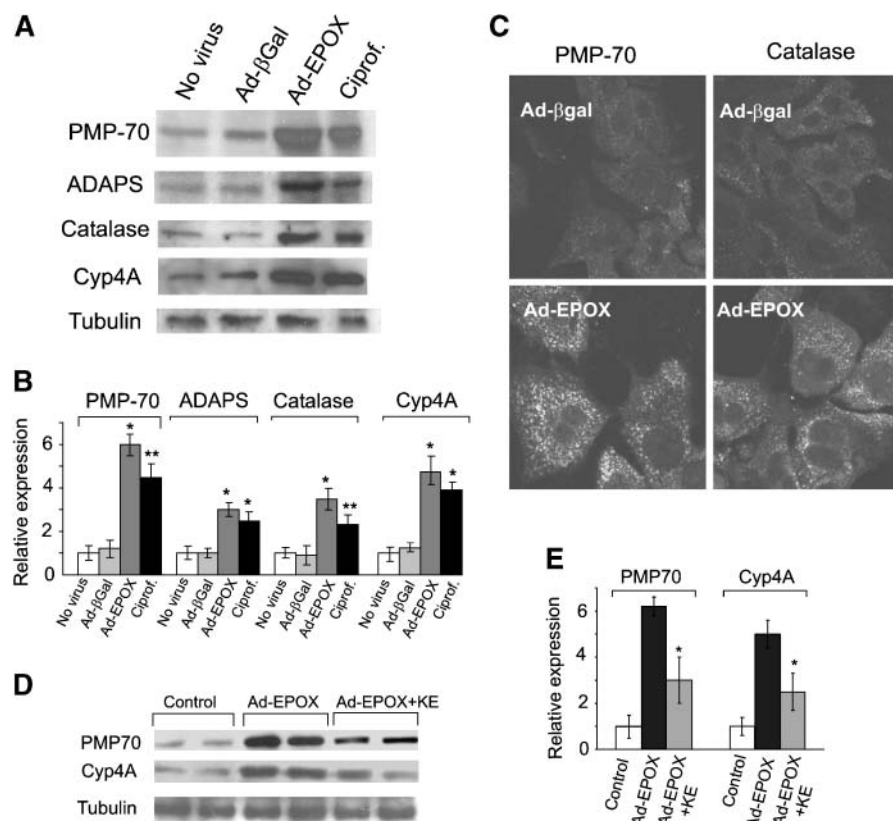 A
No virus
Ad-βGal
Ad-EPOX
Ciprof.
PMP-70
ADAPS
Catalase
Cyp4A
Tubulin
B
PMP-70 ADAPS Catalase Cyp4A
Relative expression
6
4
2
0
* ** * * * ** * *
No virus
Ad-βGal
Ad-EPOX
Ciprof.
No virus
Ad-βGal
Ad-EPOX
Ciprof.
No virus
Ad-βGal
Ad-EPOX
Ciprof.
No virus
Ad-βGal
Ad-EPOX
Ciprof.
C
PMP-70 Catalase
Ad-βgal Ad-βgal
Ad-EPOX Ad-EPOX
D
Control Ad-EPOX Ad-EPOX+KE
PMP70
Cyp4A
Tubulin
E
PMP70 Cyp4A
Relative expression
6
4
2
0
* *
Control
Ad-EPOX
Ad-EPOX
+KE
Control
Ad-EPOX
Ad-EPOX
+KE